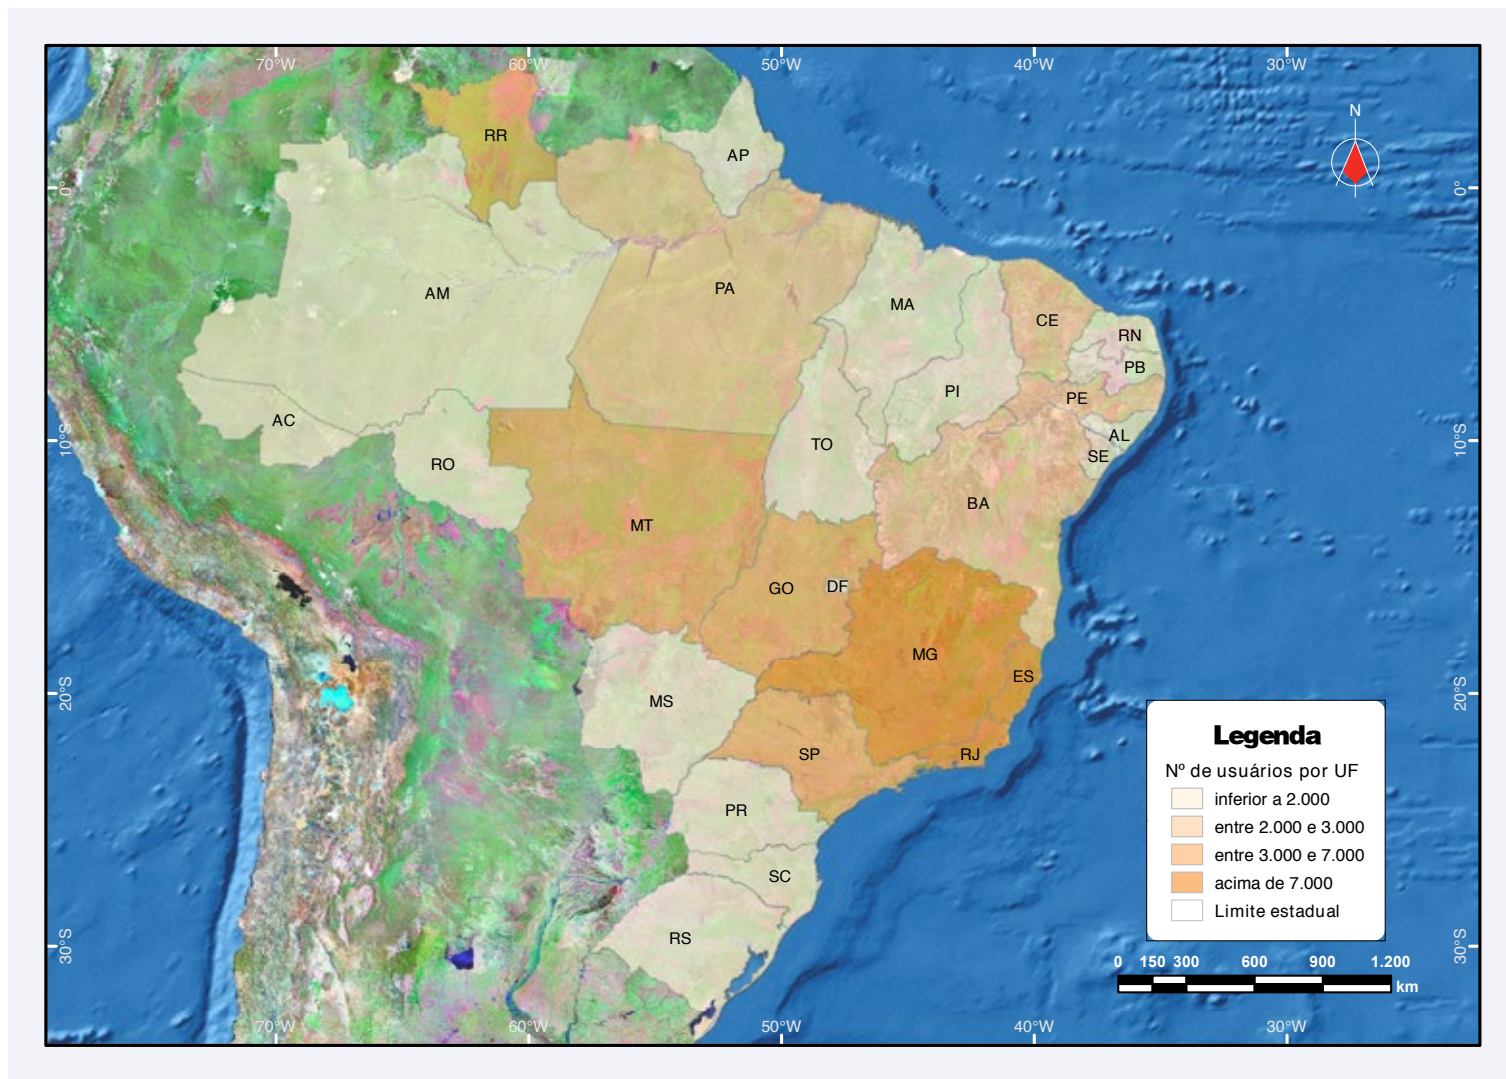 70°W 60°W 50°W 40°W 30°W
N
RR
AP
0° 0°
AM PA MA CE
RN
PB
PI PE
AC TO AL
RO SE
10°S 10°S
BA
MT
GO DF
MG
ES
MS
20°S 20°S
SP RJ
PR
SC
RS
30°S 30°S
Legenda
Nº de usuários por UF
inferior a 2.000
entre 2.000 e 3.000
entre 3.000 e 7.000
acima de 7.000
Limite estadual
0 150 300 600 900 1.200
km
70°W 60°W 50°W 40°W 30°W